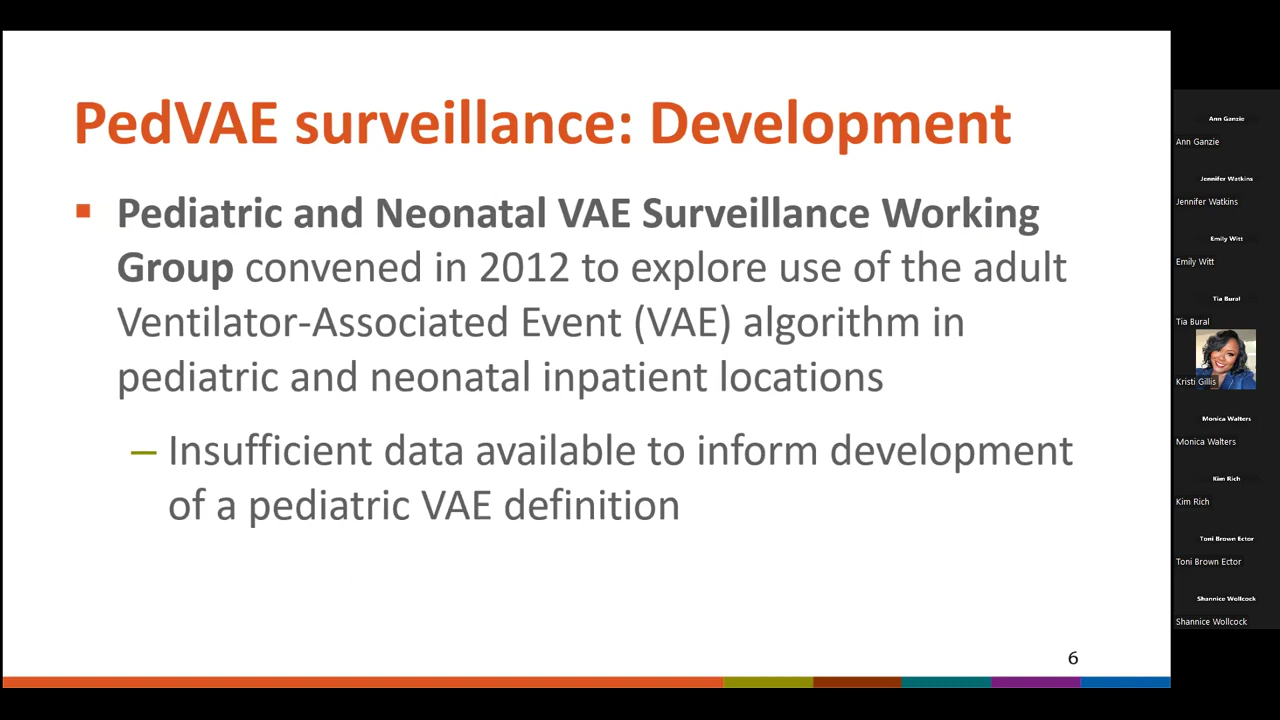 PedVAE surveillance: Development
▪ Pediatric and Neonatal VAE Surveillance Working
Group convened in 2012 to explore use of the adult
Ventilator-Associated Event (VAE) algorithm in
pediatric and neonatal inpatient locations
– Insufficient data available to inform development
of a pediatric VAE definition
6
Ann Ganzie
Ann Ganzie
Jennifer Watkins
Jennifer Watkins
Emily Witt
Emily Witt
Tia Bural
Tia Bural
Kristi Gillis
Monica Walters
Monica Walters
Kim Rich
Kim Rich
Toni Brown Ector
Toni Brown Ector
Shannice Wollcock
Shannice Wollcock